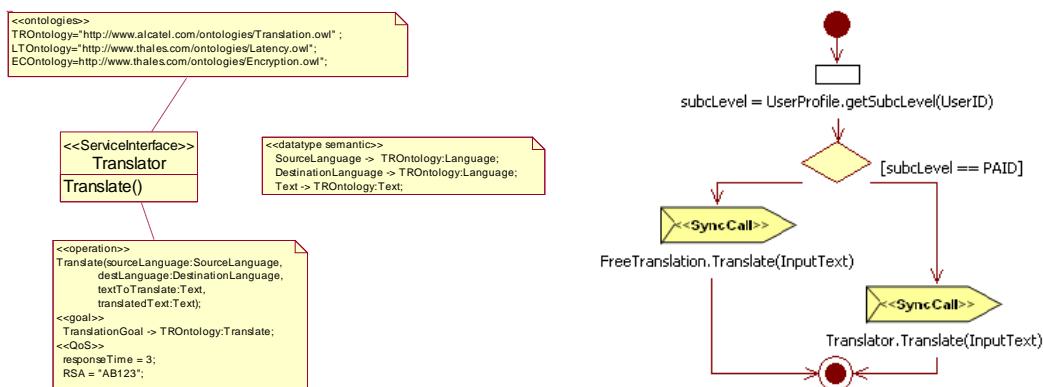 <<ontologies>>
TROntology="http://www.alcatel.com/ontologies/Translation.owl" ;
LTOntology="http://www.thales.com/ontologies/Latency.owl";
ECOntology=http://www.thales.com/ontologies/Encryption.owl";
<<ServiceInterface>>
Translator
Translate()
<<datatype semantic>>
SourceLanguage -> TROntology:Language;
DestinationLanguage -> TROntology:Language;
Text -> TROntology:Text;
<<operation>>
Translate(sourceLanguage:SourceLanguage,
destLanguage:DestinationLanguage,
textToTranslate:Text,
translatedText:Text);
<<goal>>
TranslationGoal -> TROntology:Translate;
<<QoS>>
responseTime = 3;
RSA = "AB123";
subcLevel = UserProfile.getSubcLevel(UserID)
[subcLevel == PAID]
<<SyncCall>>
FreeTranslation.Translate(InputText)
<<SyncCall>>
Translator.Translate(InputText)